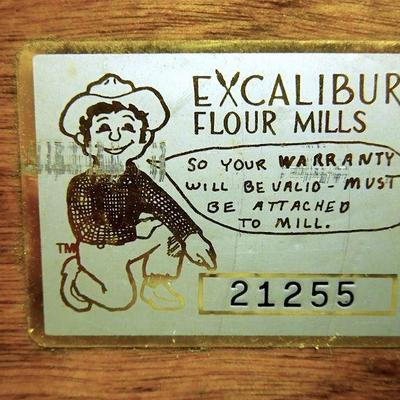 EXCALIBUR
FLOUR MILLS
SO YOUR WARRANTY
WILL BE VALID - MUST
BE ATTACHED
TO MILL.
TM
21255